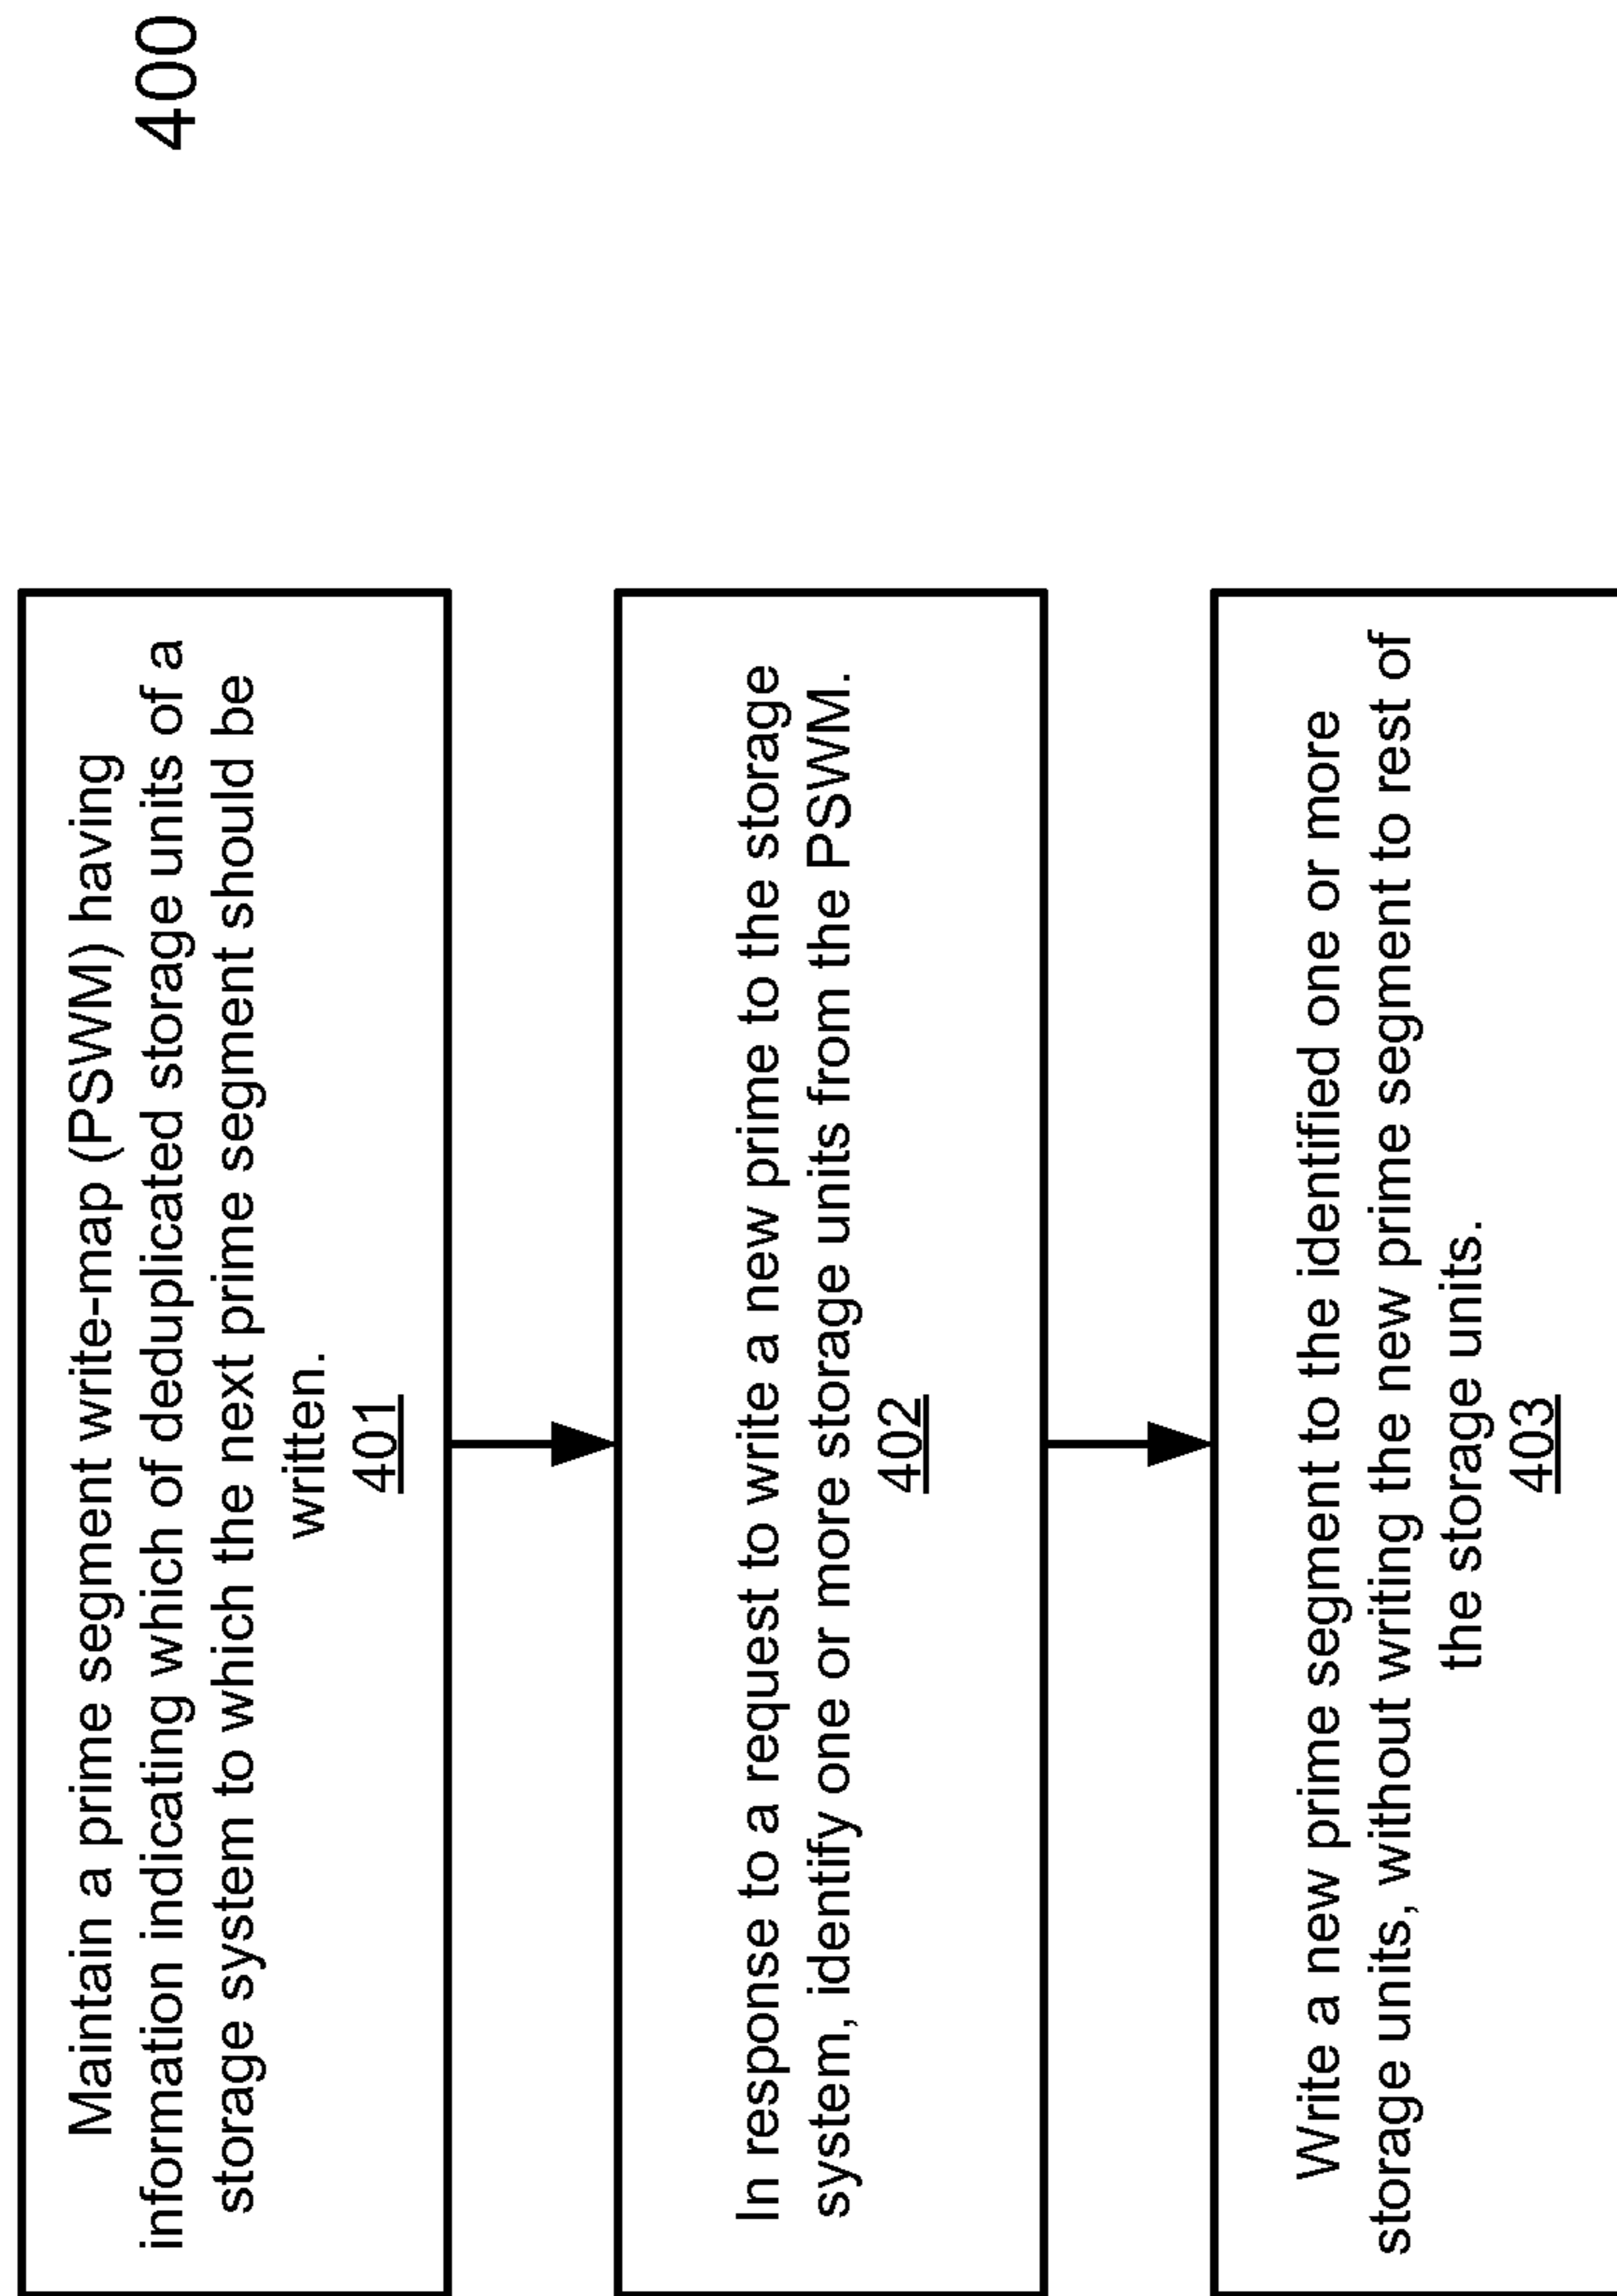 400
Maintain a prime segment write-map (PSWM) having
information indicating which of deduplicated storage units of a
storage system to which the next prime segment should be
written.
401
In response to a request to write a new prime to the storage
system, identify one or more storage units from the PSWM.
402
Write a new prime segment to the identified one or more
storage units, without writing the new prime segment to rest of
the storage units.
403